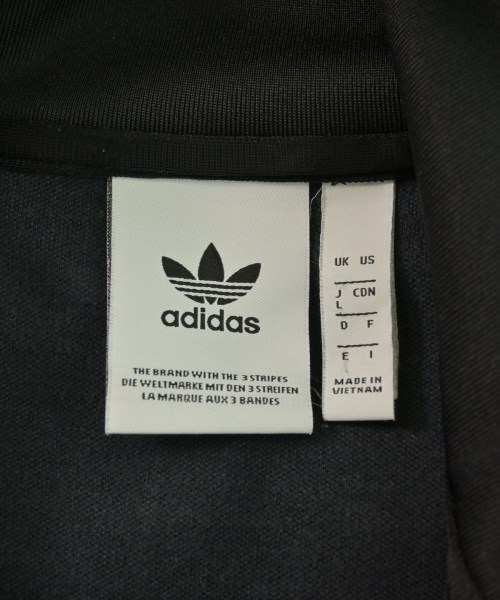 adidas
THE BRAND WITH THE 3 STRIPES
DIE WELTMARKE MIT DEN 3 STREIFEN
LA MARQUE AUX 3 BANDES
UK US
J CDN
L
D F
E I
MADE IN
VIETNAM